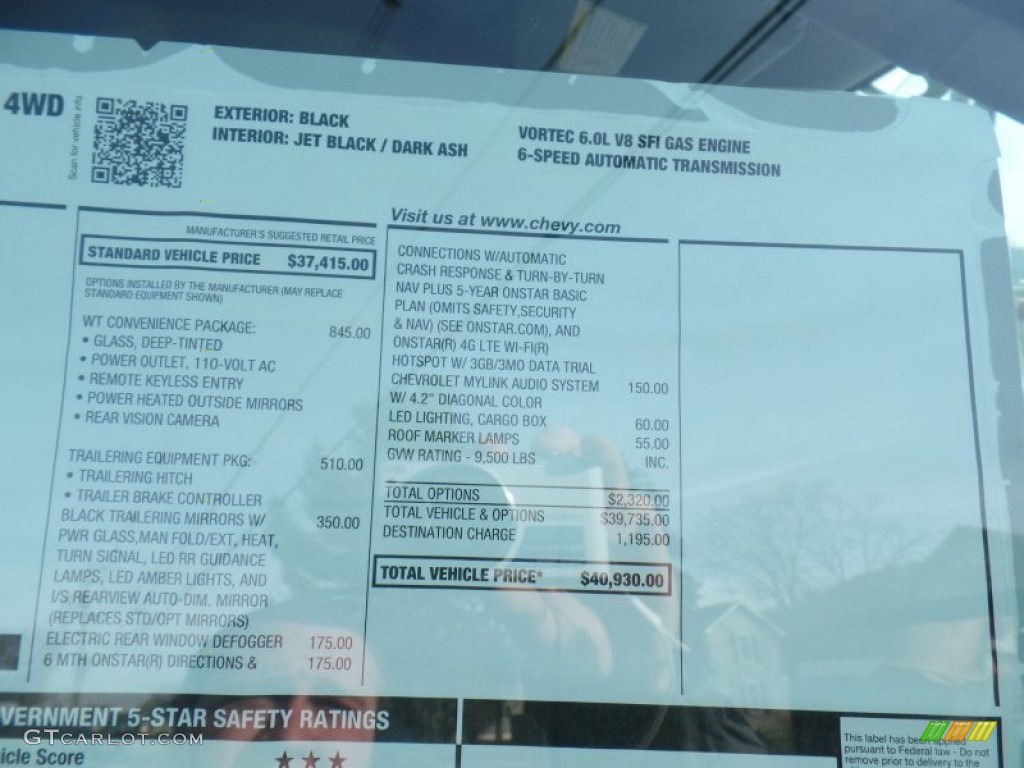 4WD
Scan for vehicle info
EXTERIOR: BLACK
INTERIOR: JET BLACK / DARK ASH
VORTEC 6.0L V8 SFI GAS ENGINE
6-SPEED AUTOMATIC TRANSMISSION
MANUFACTURER'S SUGGESTED RETAIL PRICE
STANDARD VEHICLE PRICE $37,415.00
OPTIONS INSTALLED BY THE MANUFACTURER (MAY REPLACE
STANDARD EQUIPMENT SHOWN)
WT CONVENIENCE PACKAGE: 845.00
• GLASS, DEEP-TINTED
• POWER OUTLET, 110-VOLT AC
• REMOTE KEYLESS ENTRY
• POWER HEATED OUTSIDE MIRRORS
• REAR VISION CAMERA
TRAILERING EQUIPMENT PKG: 510.00
• TRAILERING HITCH
• TRAILER BRAKE CONTROLLER
BLACK TRAILERING MIRRORS W/ 350.00
PWR GLASS,MAN FOLD/EXT, HEAT,
TURN SIGNAL, LED RR GUIDANCE
LAMPS, LED AMBER LIGHTS, AND
I/S REARVIEW AUTO-DIM. MIRROR
(REPLACES STD/OPT MIRRORS)
ELECTRIC REAR WINDOW DEFOGGER 175.00
6 MTH ONSTAR(R) DIRECTIONS & 175.00
Visit us at www.chevy.com
CONNECTIONS W/AUTOMATIC
CRASH RESPONSE & TURN-BY-TURN
NAV PLUS 5-YEAR ONSTAR BASIC
PLAN (OMITS SAFETY,SECURITY
& NAV) (SEE ONSTAR.COM), AND
ONSTAR(R) 4G LTE WI-FI(R)
HOTSPOT W/ 3GB/3MO DATA TRIAL
CHEVROLET MYLINK AUDIO SYSTEM 150.00
W/ 4.2" DIAGONAL COLOR
LED LIGHTING, CARGO BOX 60.00
ROOF MARKER LAMPS 55.00
GVW RATING - 9,500 LBS INC.
TOTAL OPTIONS $2,320.00
TOTAL VEHICLE & OPTIONS $39,735.00
DESTINATION CHARGE 1,195.00
TOTAL VEHICLE PRICE* $40,930.00
VERNMENT 5-STAR SAFETY RATINGS
GTCARLOT.COM
icle Score ★★★
This label has been applied
pursuant to Federal law - Do not
remove prior to delivery to the